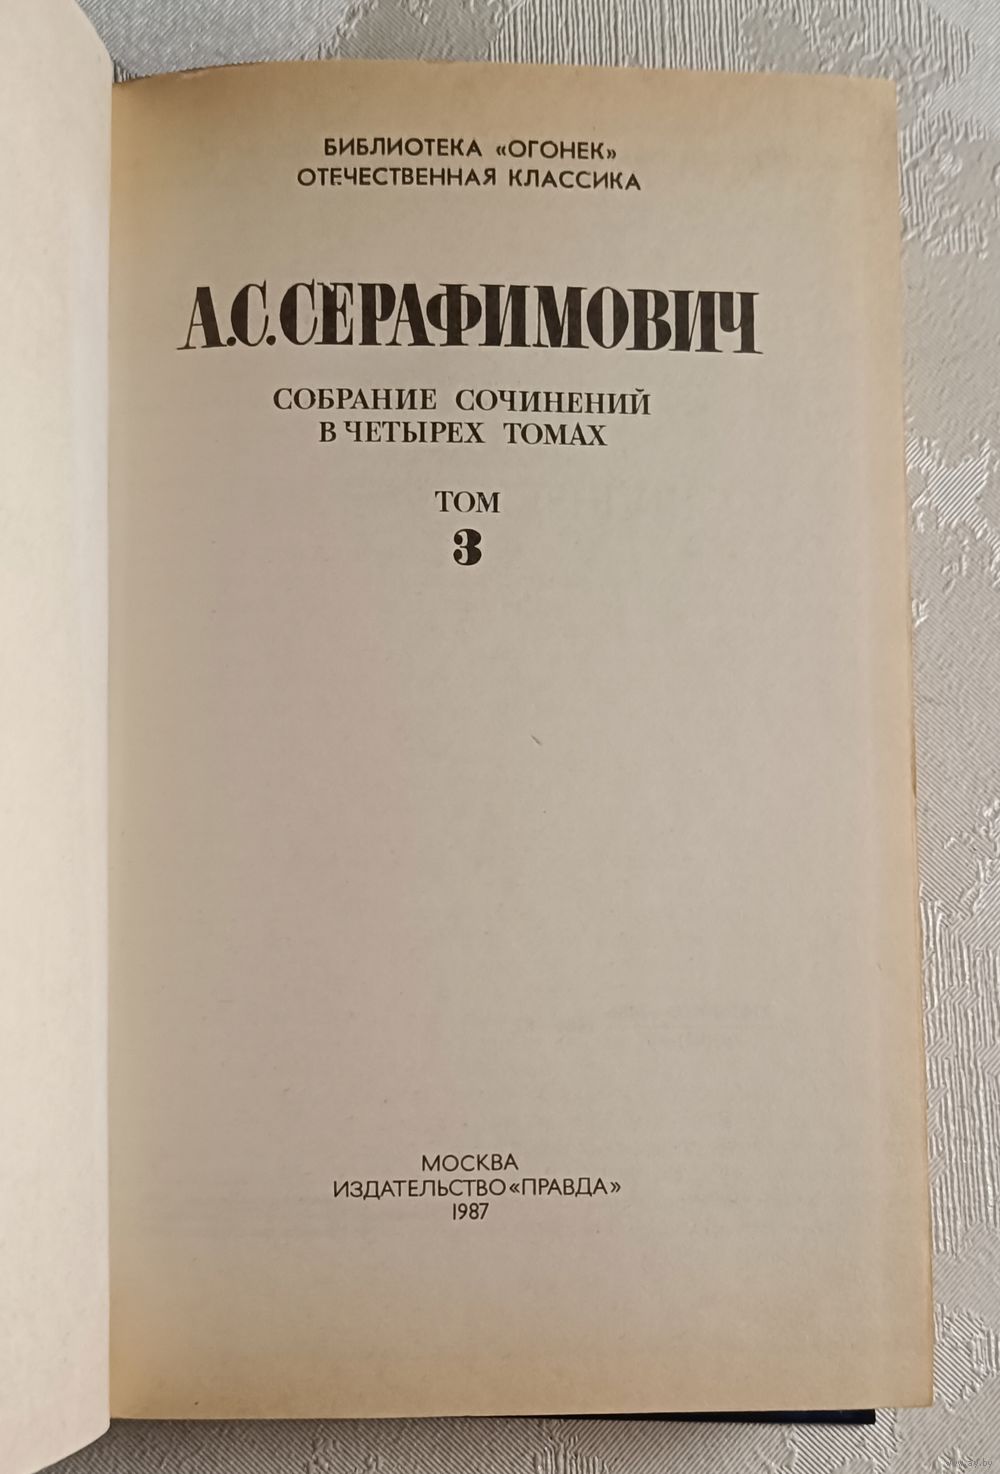 БИБЛИОТЕКА «ОГОНЕК»
ОТЕЧЕСТВЕННАЯ КЛАССИКА
А.С.СЕРАФИМОВИЧ
СОБРАНИЕ СОЧИНЕНИЙ
В ЧЕТЫРЕХ ТОМАХ
ТОМ
3
МОСКВА
ИЗДАТЕЛЬСТВО «ПРАВДА»
1987